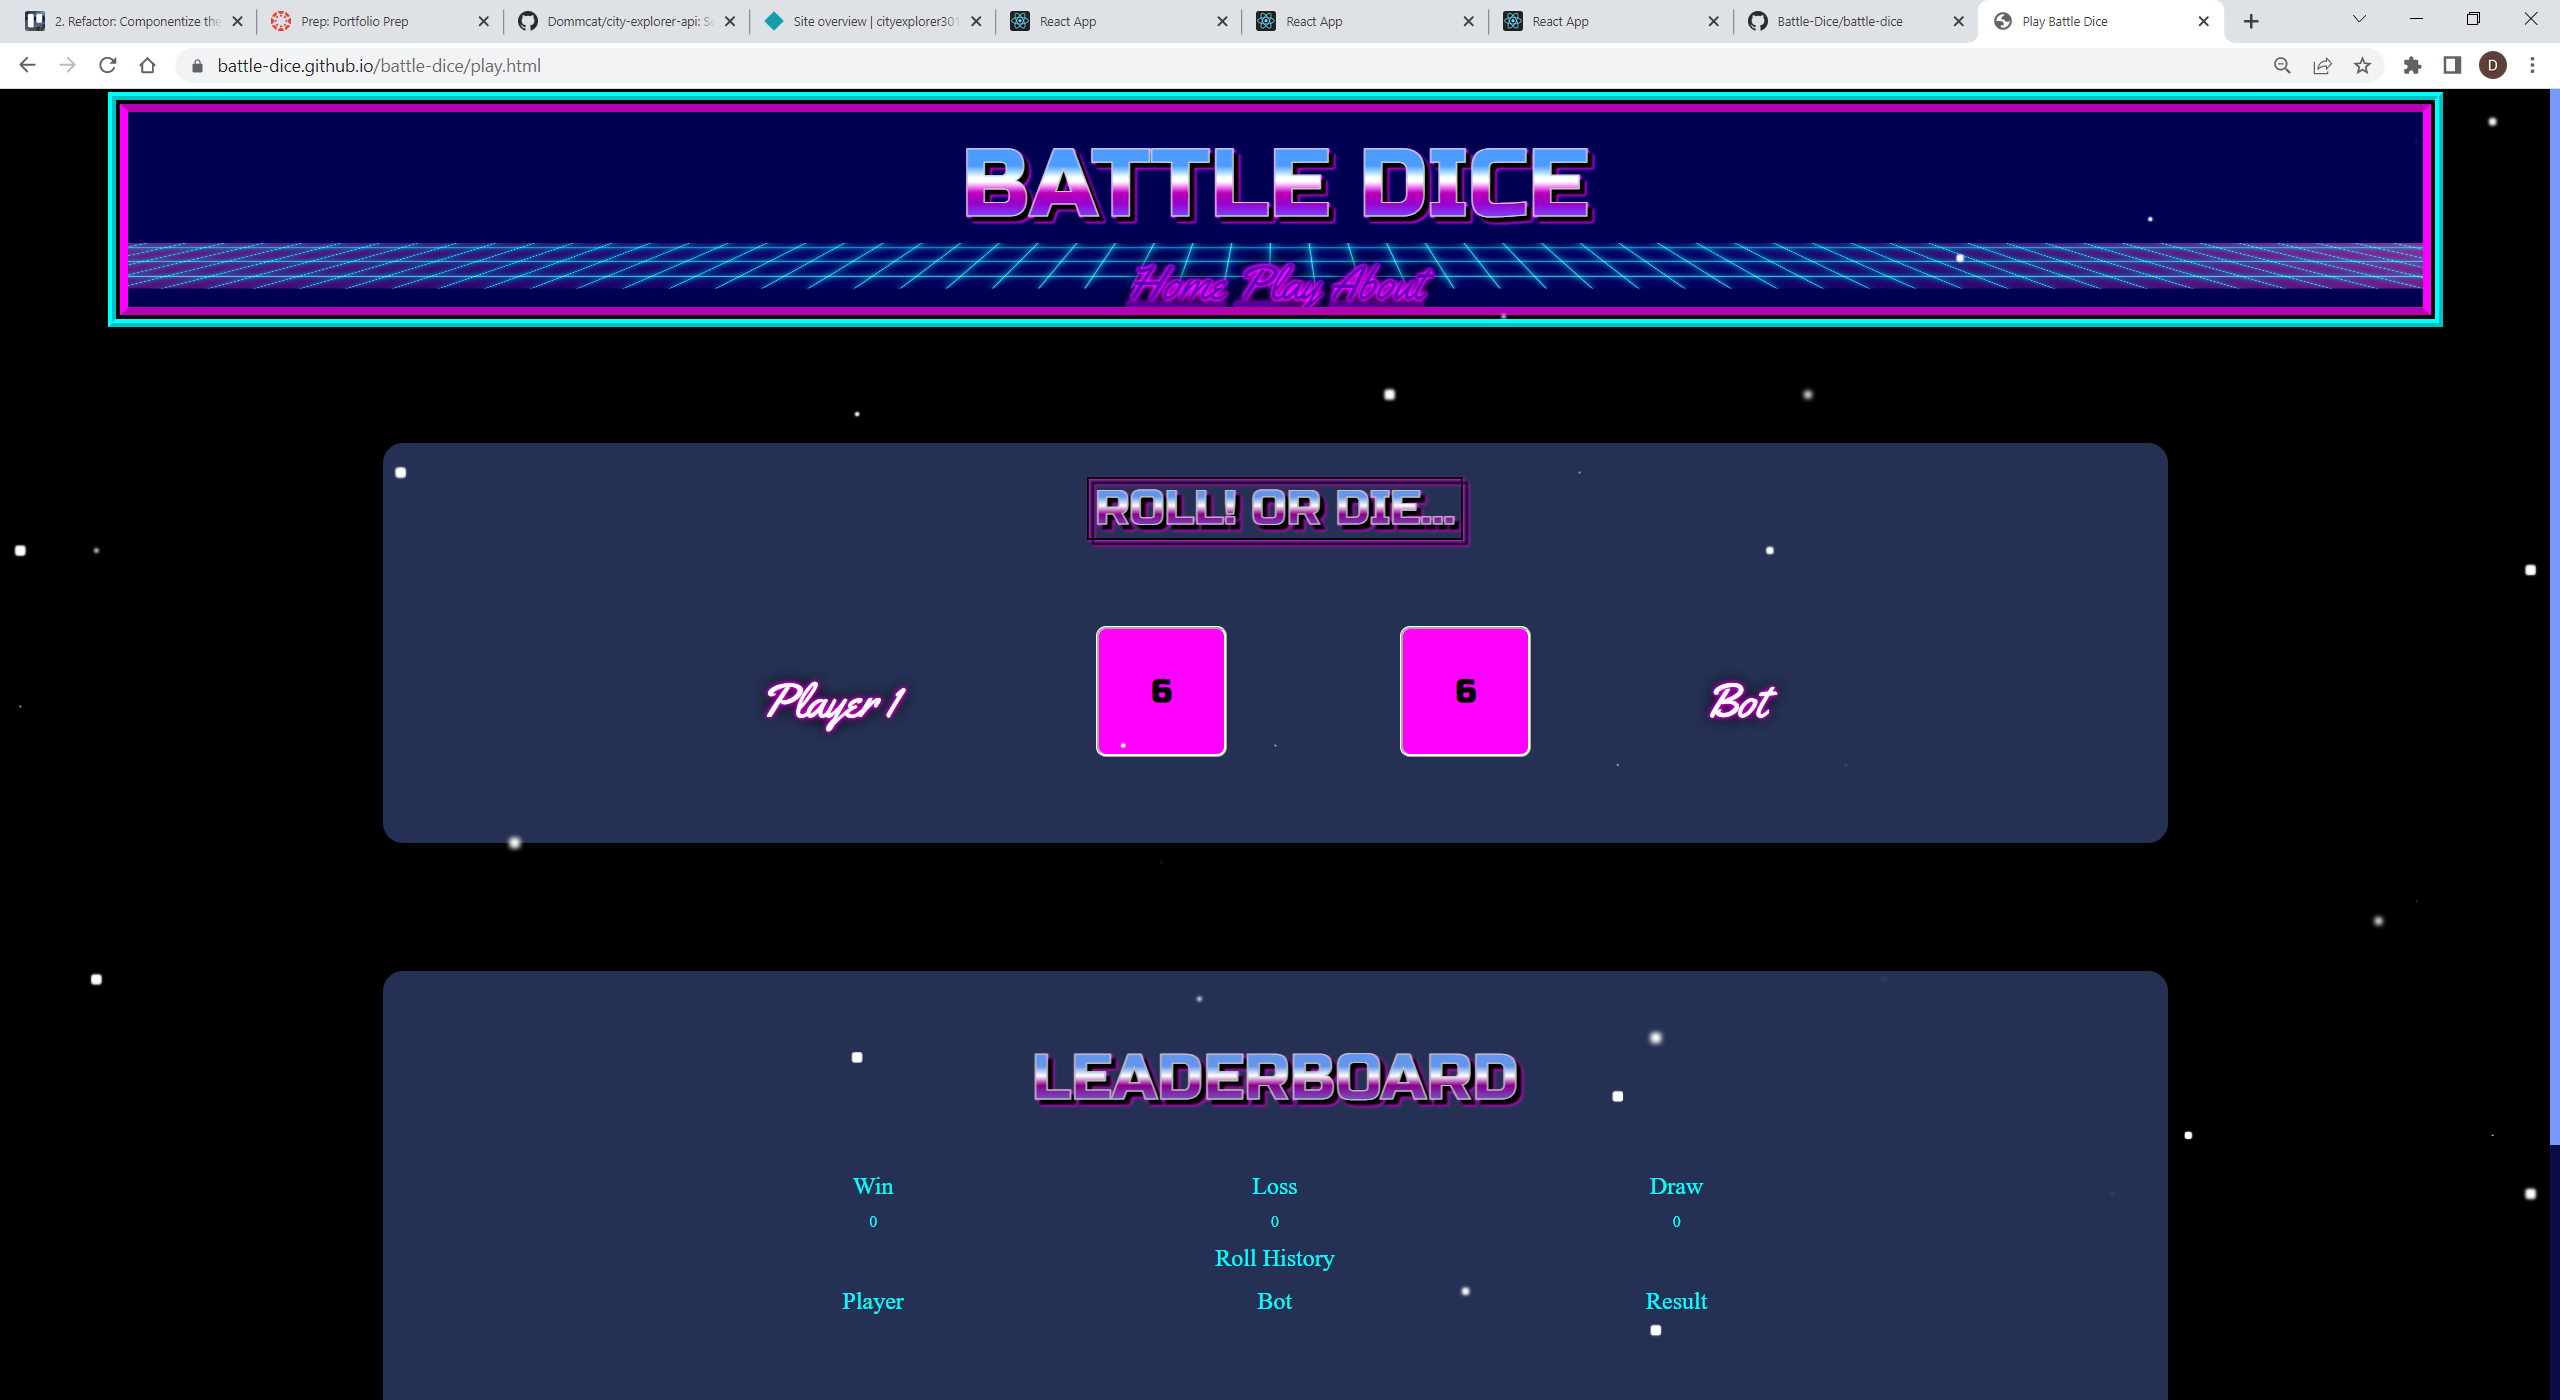 2. Refactor: Componentize the
Prep: Portfolio Prep
Dommcat/city-explorer-api: Se
Site overview | cityexplorer301
React App
React App
React App
Battle-Dice/battle-dice
Play Battle Dice
battle-dice.github.io/battle-dice/play.html
D
BATTLE DICE
Home Play About
ROLL! OR DIE...
Player 1
6
6
Bot
LEADERBOARD
Win Loss Draw
0 0 0
Roll History
Player Bot Result